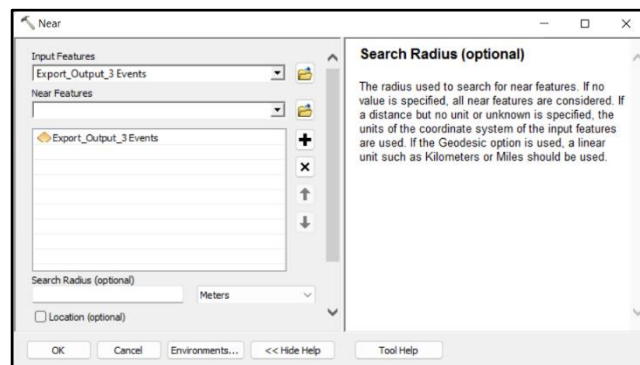 Near
Input Features
Export_Output_3 Events
Near Features
Export_Output_3 Events
Search Radius (optional)
Meters
Location (optional)
OK
Cancel
Environments...
<< Hide Help
Tool Help
Search Radius (optional)
The radius used to search for near features. If no
value is specified, all near features are considered. If
a distance but no unit or unknown is specified, the
units of the coordinate system of the input features
are used. If the Geodesic option is used, a linear
unit such as Kilometers or Miles should be used.